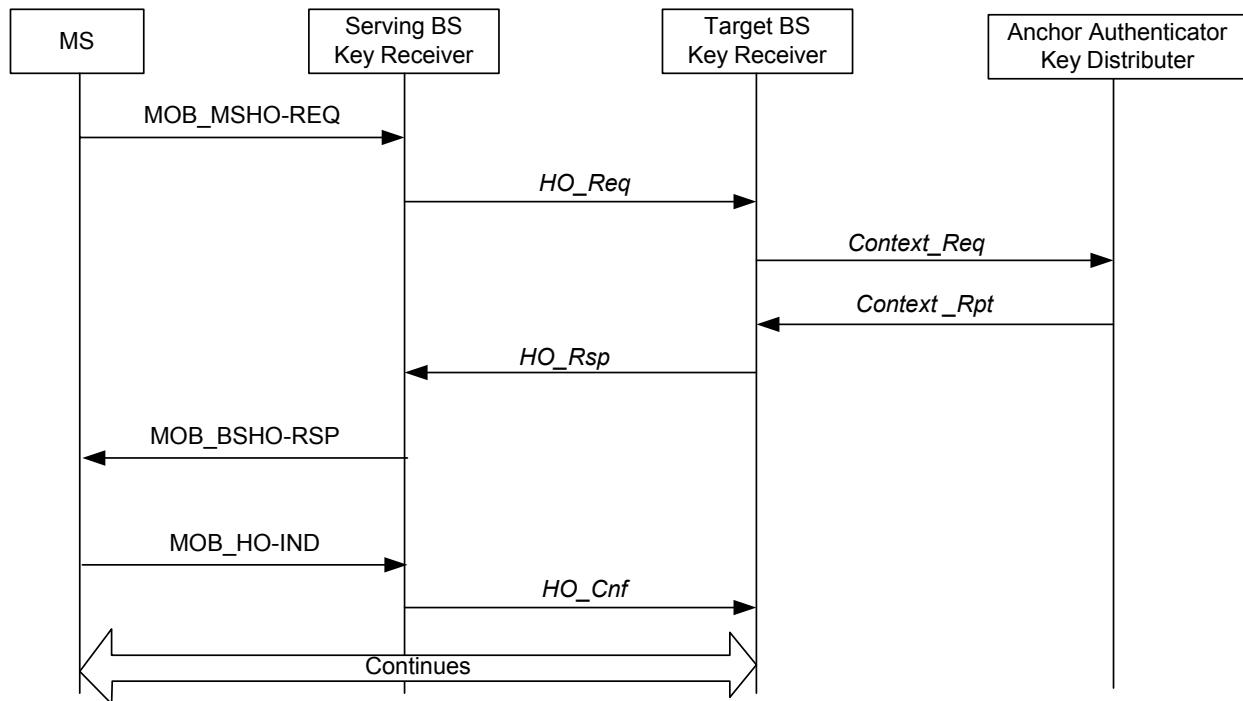 MS
Serving BS
Key Receiver
Target BS
Key Receiver
Anchor Authenticator
Key Distributer
MOB_MSHO-REQ
HO_Req
Context_Req
Context _Rpt
HO_Rsp
MOB_BSHO-RSP
MOB_HO-IND
HO_Cnf
Continues